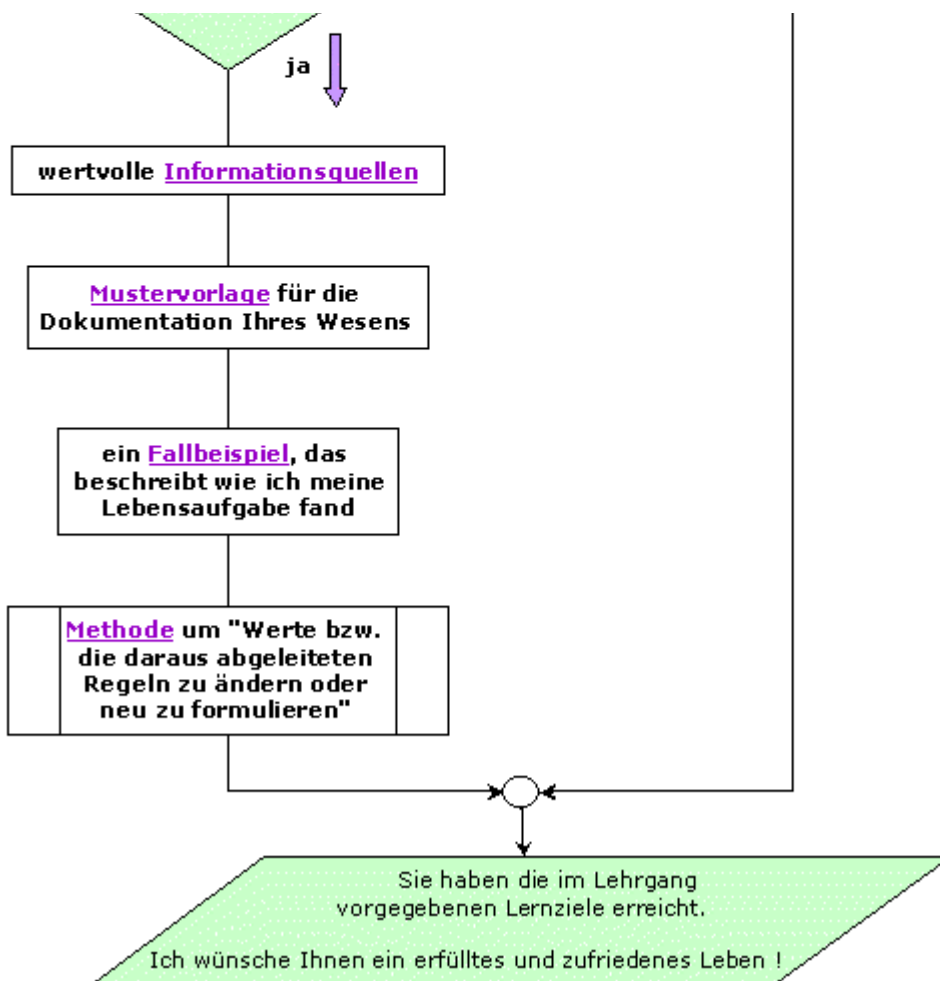 ja
wertvolle Informationsquellen
Mustervorlage für die
Dokumentation Ihres Wesens
ein Fallbeispiel, das
beschreibt wie ich meine
Lebensaufgabe fand
Methode um "Werte bzw.
die daraus abgeleiteten
Regeln zu ändern oder
neu zu formulieren"
Sie haben die im Lehrgang
vorgegebenen Lernziele erreicht.
Ich wünsche Ihnen ein erfülltes und zufriedenes Leben !